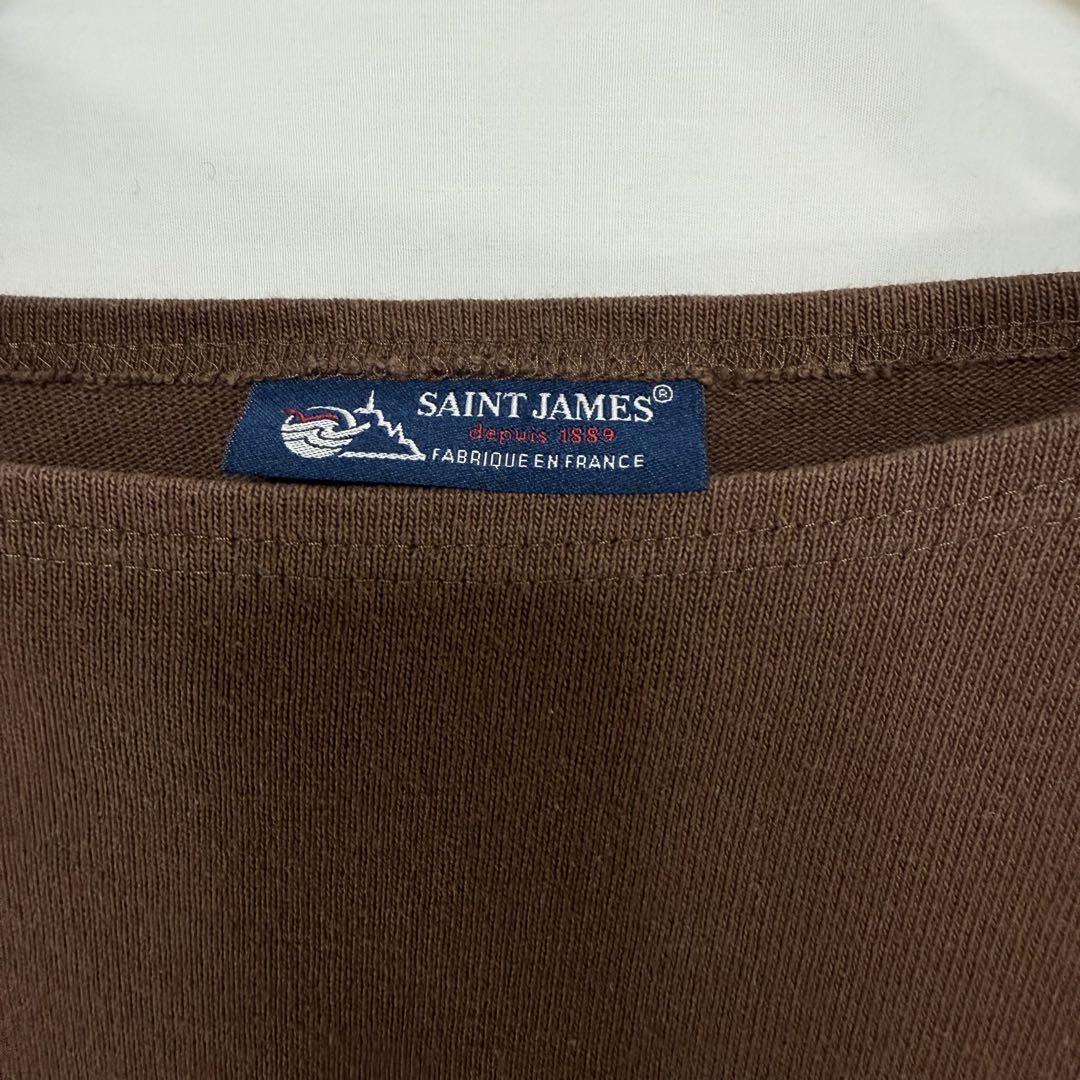 SAINT JAMES®
depuis 1889
FABRIQUE EN FRANCE